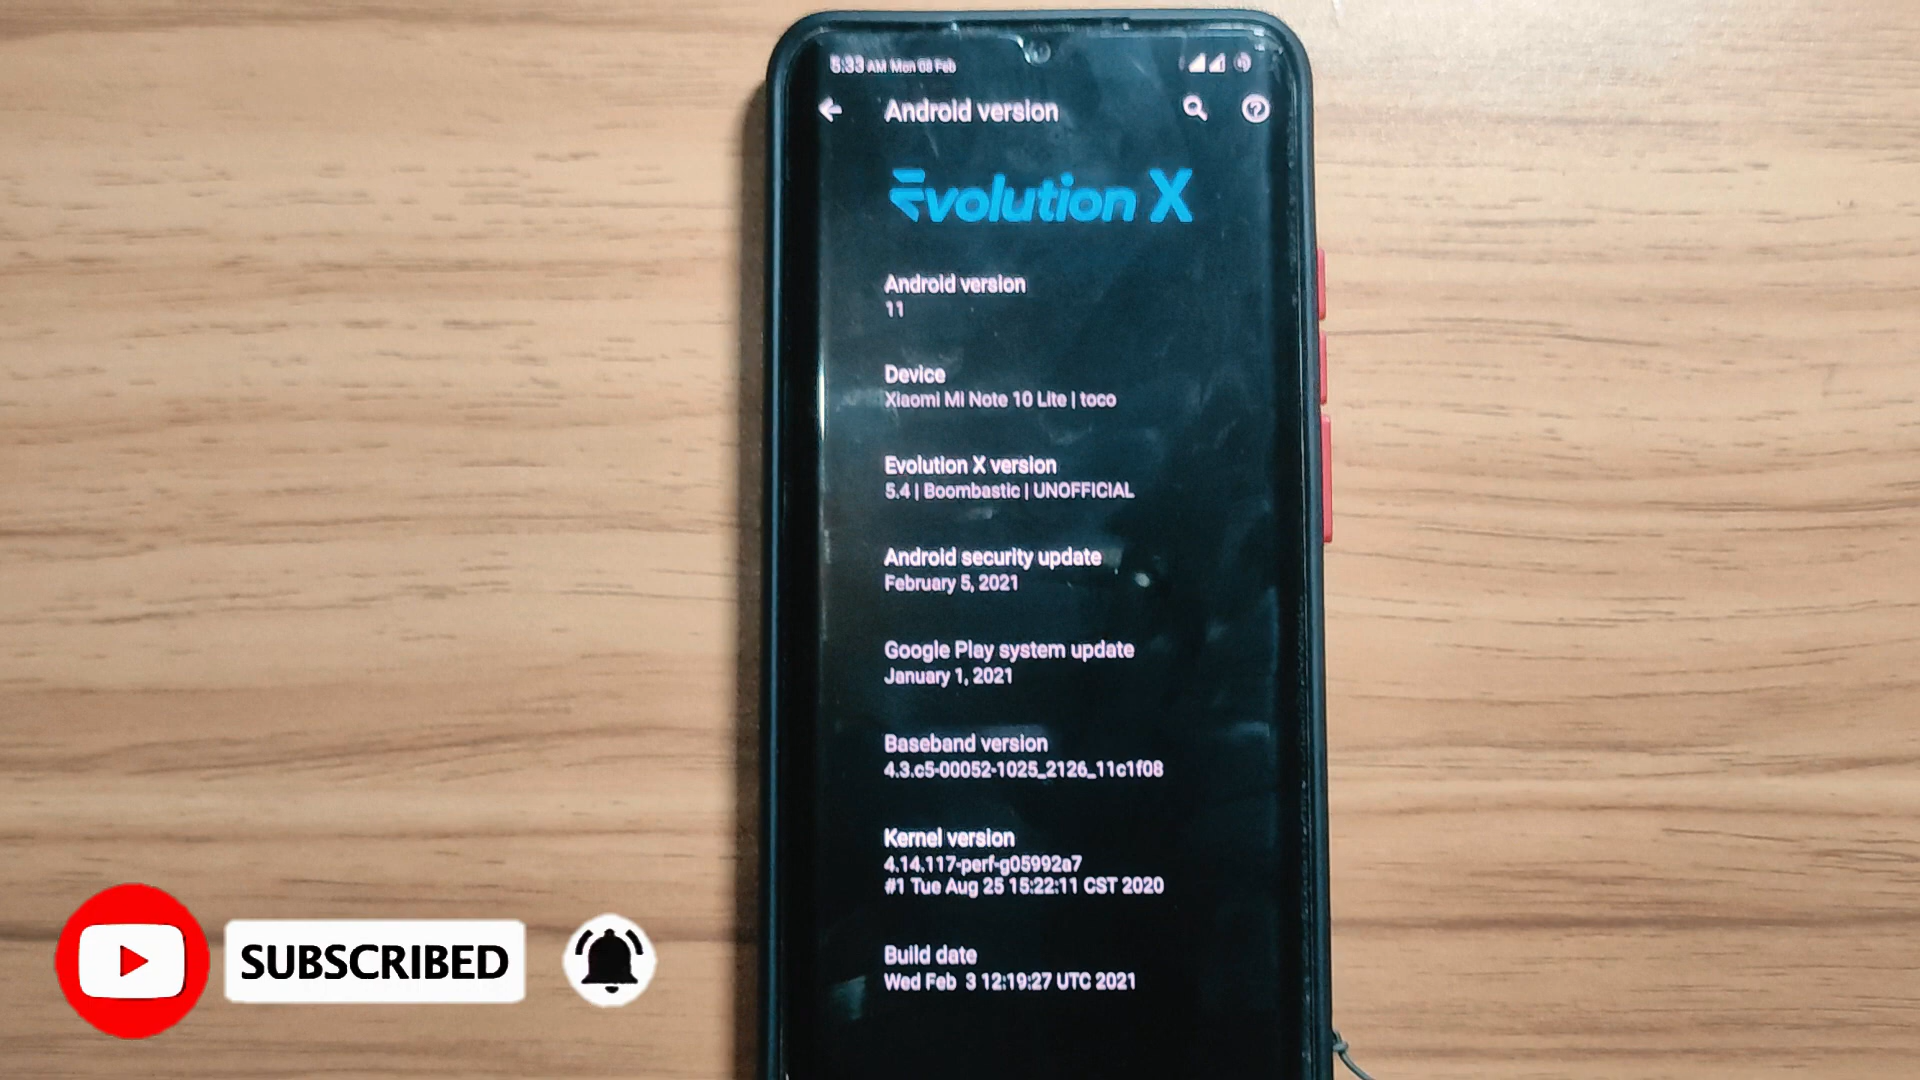 5:33 AM Mon 08 Feb
Android version
Evolution X
Android version
11
Device
Xiaomi Mi Note 10 Lite | toco
Evolution X version
5.4 | Boombastic | UNOFFICIAL
Android security update
February 5, 2021
Google Play system update
January 1, 2021
Baseband version
4.3.c5-00052-1025_2126_11c1f08
Kernel version
4.14.117-perf-g05992a7
#1 Tue Aug 25 15:22:11 CST 2020
Build date
Wed Feb 3 12:19:27 UTC 2021
SUBSCRIBED